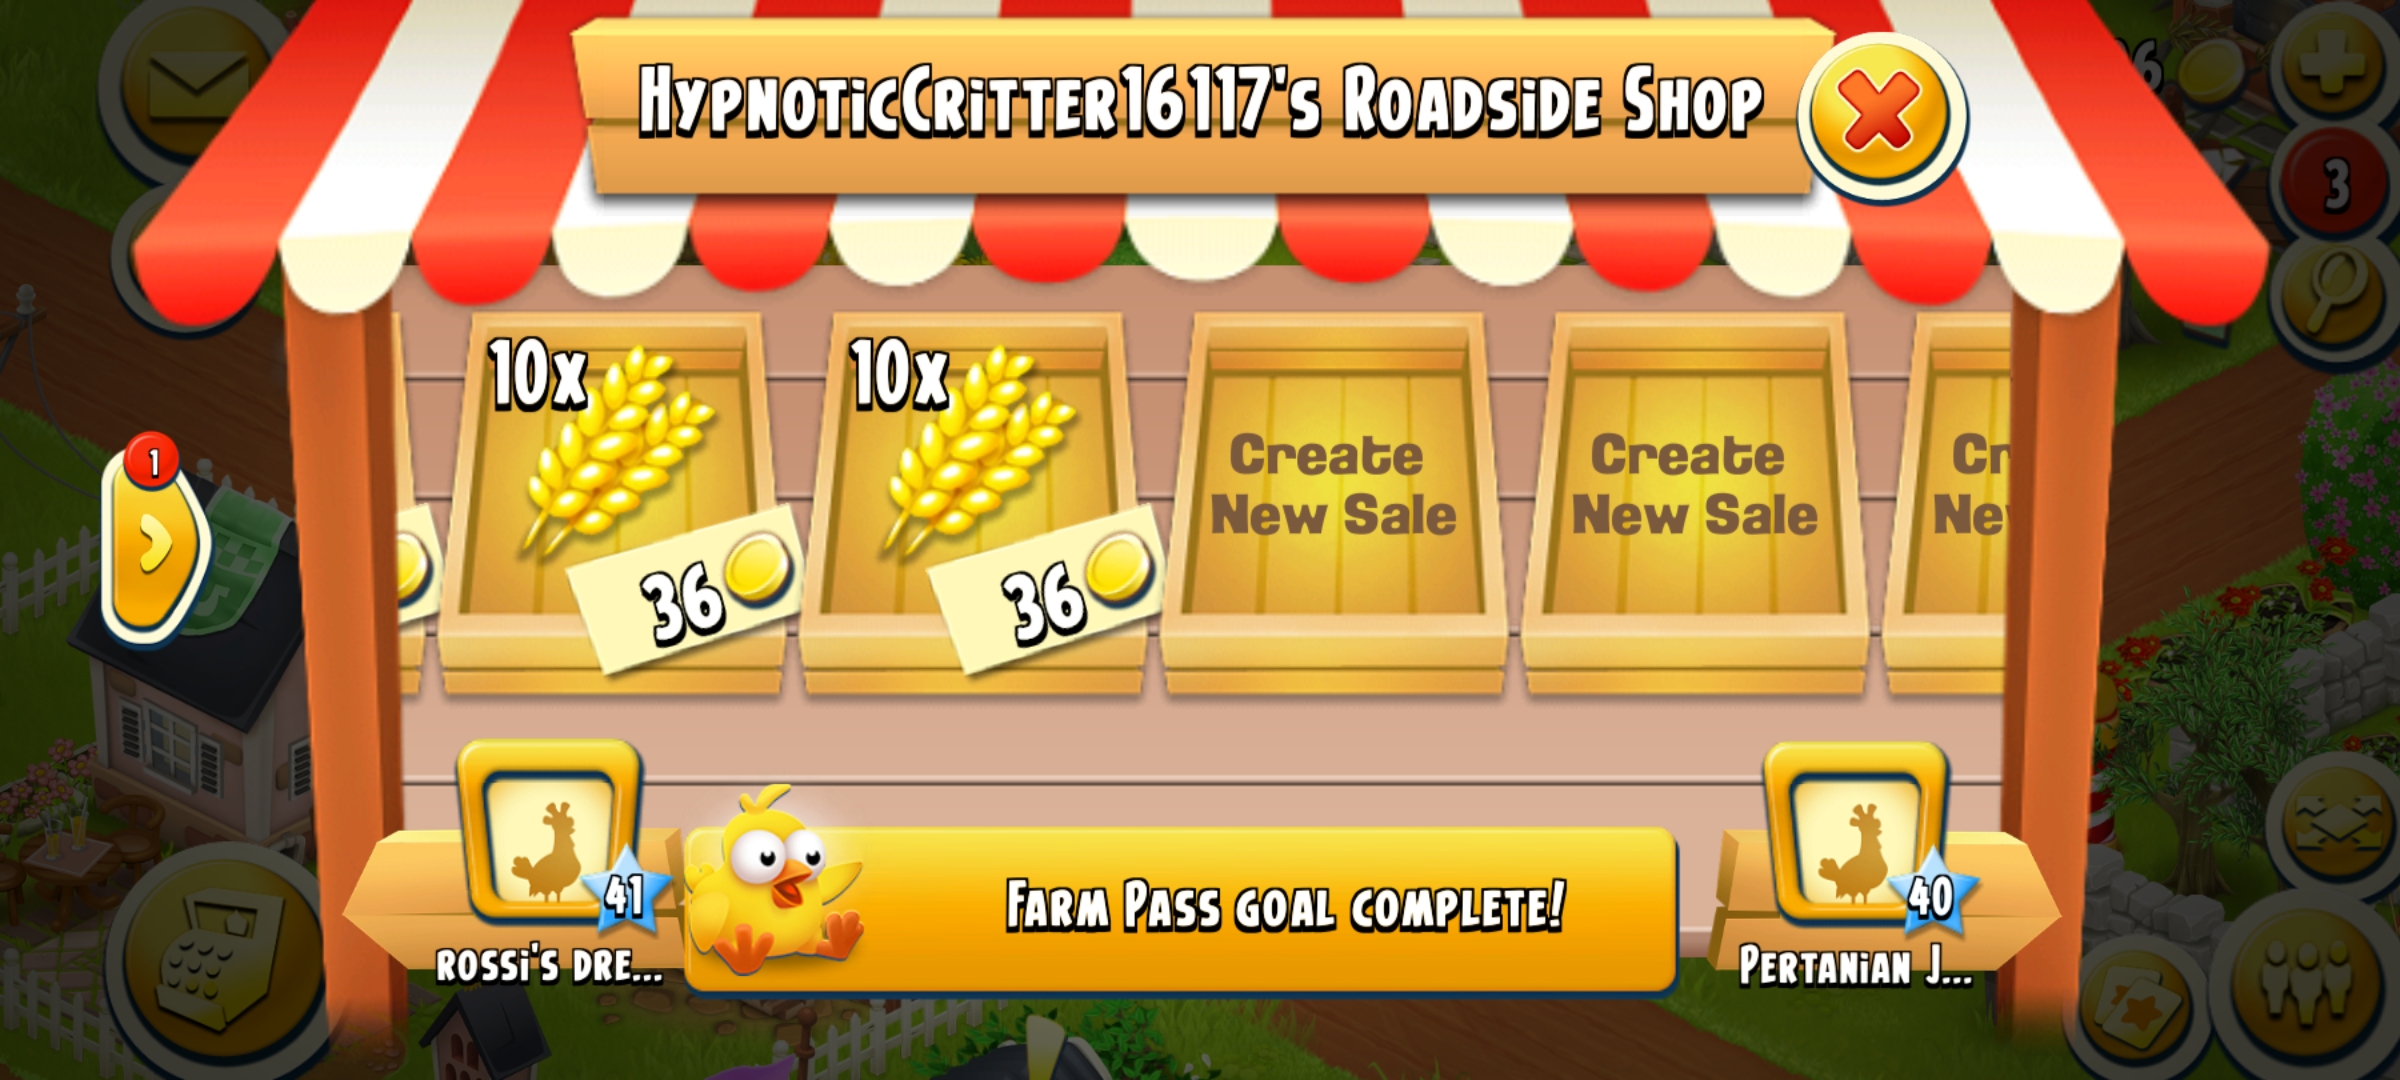 HypnoticCritter16117's Roadside Shop
3
1
10x
36
10x
36
Create
New Sale
Create
New Sale
41
Rossi's Dre...
Farm Pass goal complete!
40
Pertanian J...